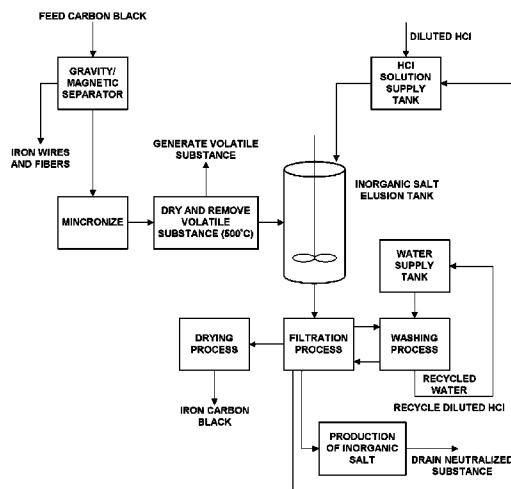 FEED CARBON BLACK
DILUTED HCl
GRAVITY/
MAGNETIC
SEPARATOR
HCl
SOLUTION
SUPPLY
TANK
IRON WIRES
AND FIBERS
GENERATE VOLATILE
SUBSTANCE
INORGANIC SALT
ELUSION TANK
MINCRONIZE
DRY AND REMOVE
VOLATILE
SUBSTANCE (500°C)
WATER
SUPPLY
TANK
DRYING
PROCESS
FILTRATION
PROCESS
WASHING
PROCESS
RECYCLED
WATER
RECYCLE DILUTED HCl
IRON CARBON
BLACK
PRODUCTION
OF INORGANIC
SALT
DRAIN NEUTRALIZED
SUBSTANCE